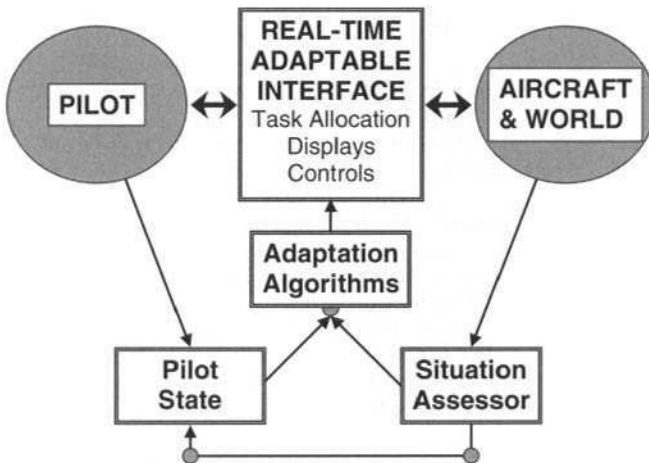 REAL-TIME
ADAPTABLE
INTERFACE
Task Allocation
Displays
Controls
PILOT
AIRCRAFT
& WORLD
Adaptation
Algorithms
Pilot
State
Situation
Assessor